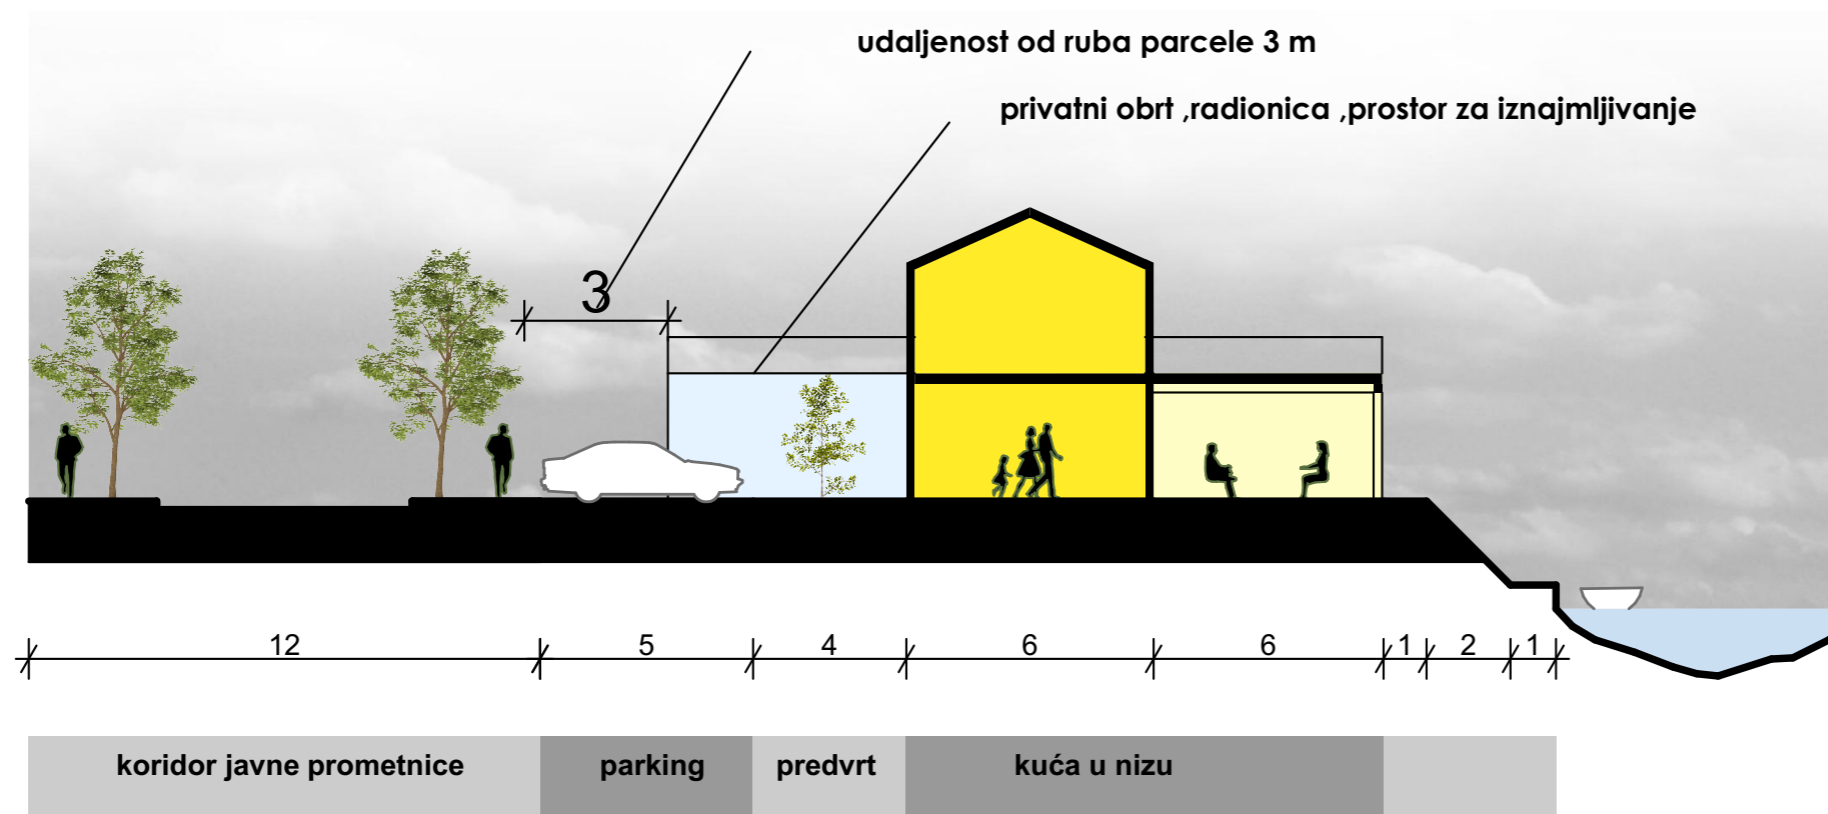 udaljenost od ruba parcele 3 m
privatni obrt ,radionica ,prostor za iznajmljivanje
3
12 5 4 6 6 1 2 1
koridor javne prometnice parking predvrt kuća u nizu